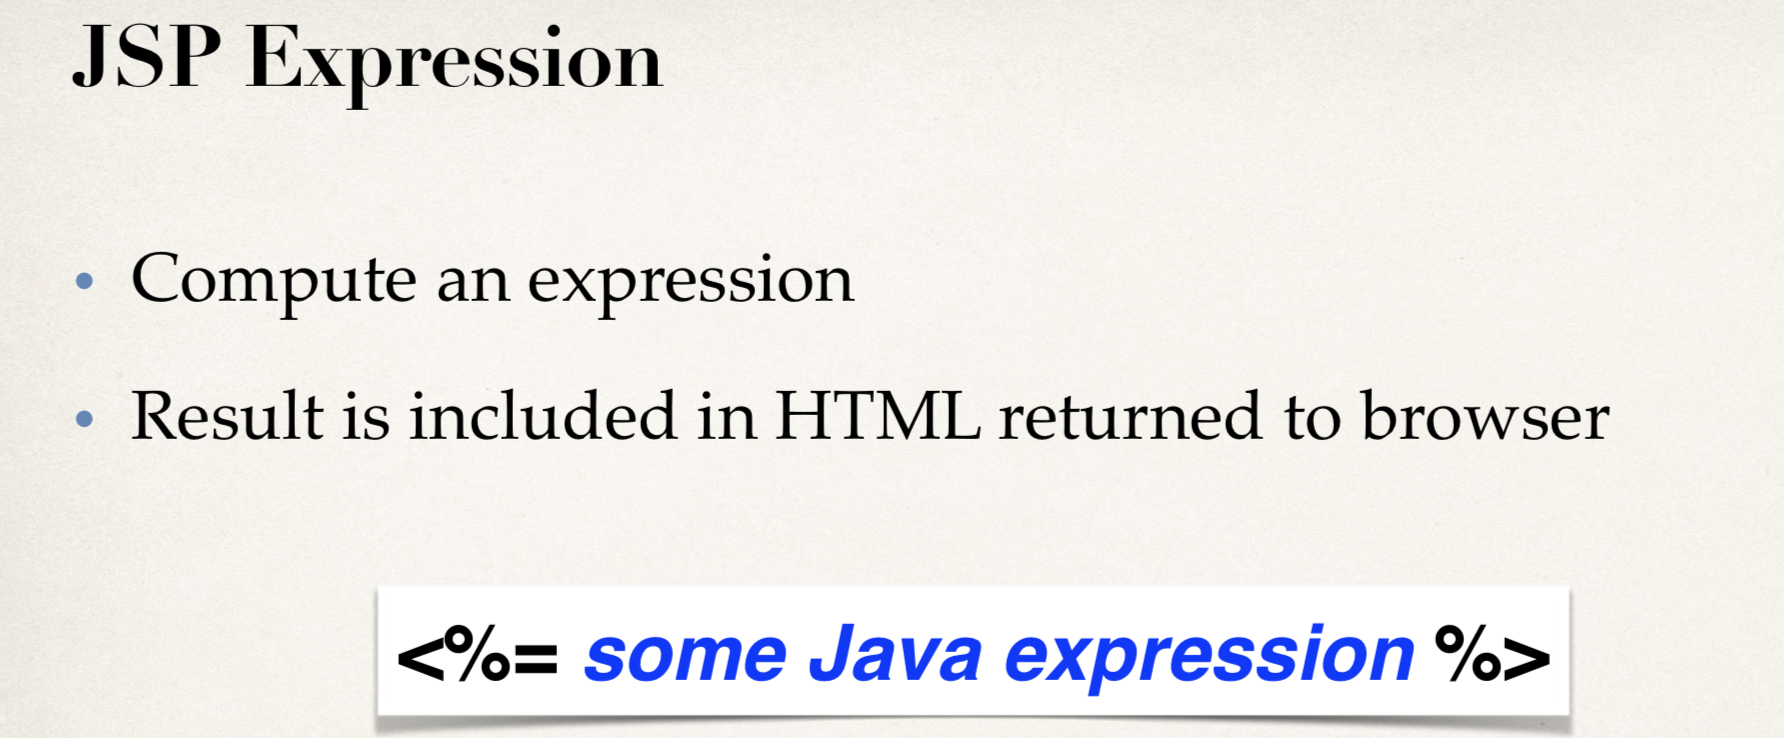 JSP Expression
• Compute an expression
• Result is included in HTML returned to browser
<%= some Java expression %>